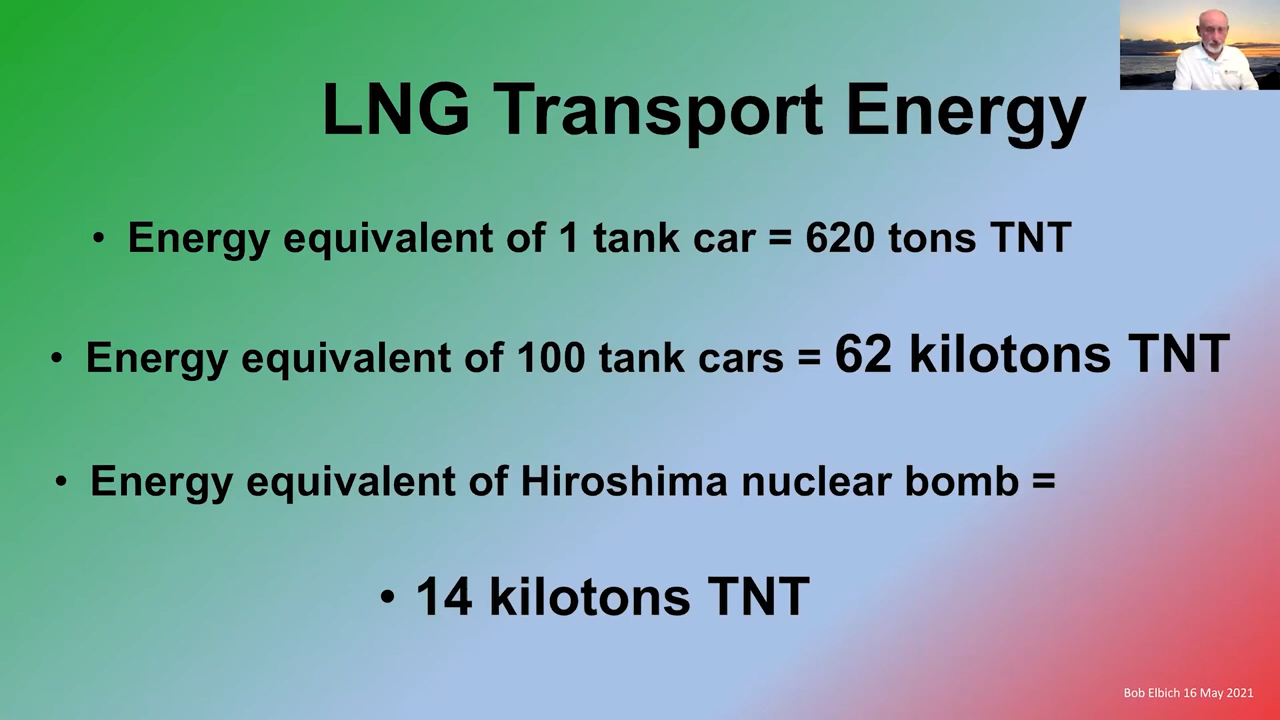 LNG Transport Energy
• Energy equivalent of 1 tank car = 620 tons TNT
• Energy equivalent of 100 tank cars = 62 kilotons TNT
• Energy equivalent of Hiroshima nuclear bomb =
• 14 kilotons TNT
Bob Elbich 16 May 2021